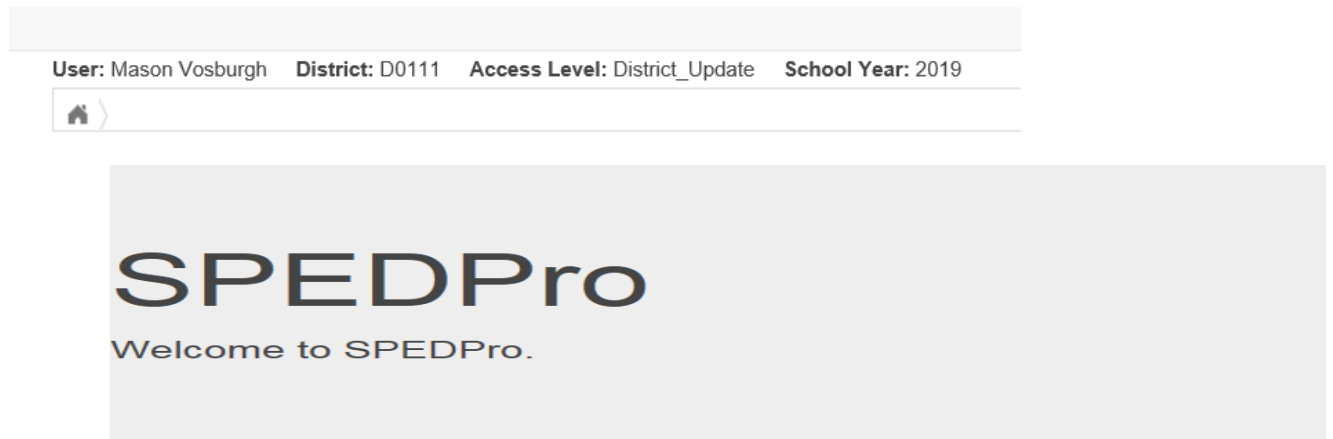 User: Mason Vosburgh District: D0111 Access Level: District_Update School Year: 2019
SPEDPro
Welcome to SPEDPro.